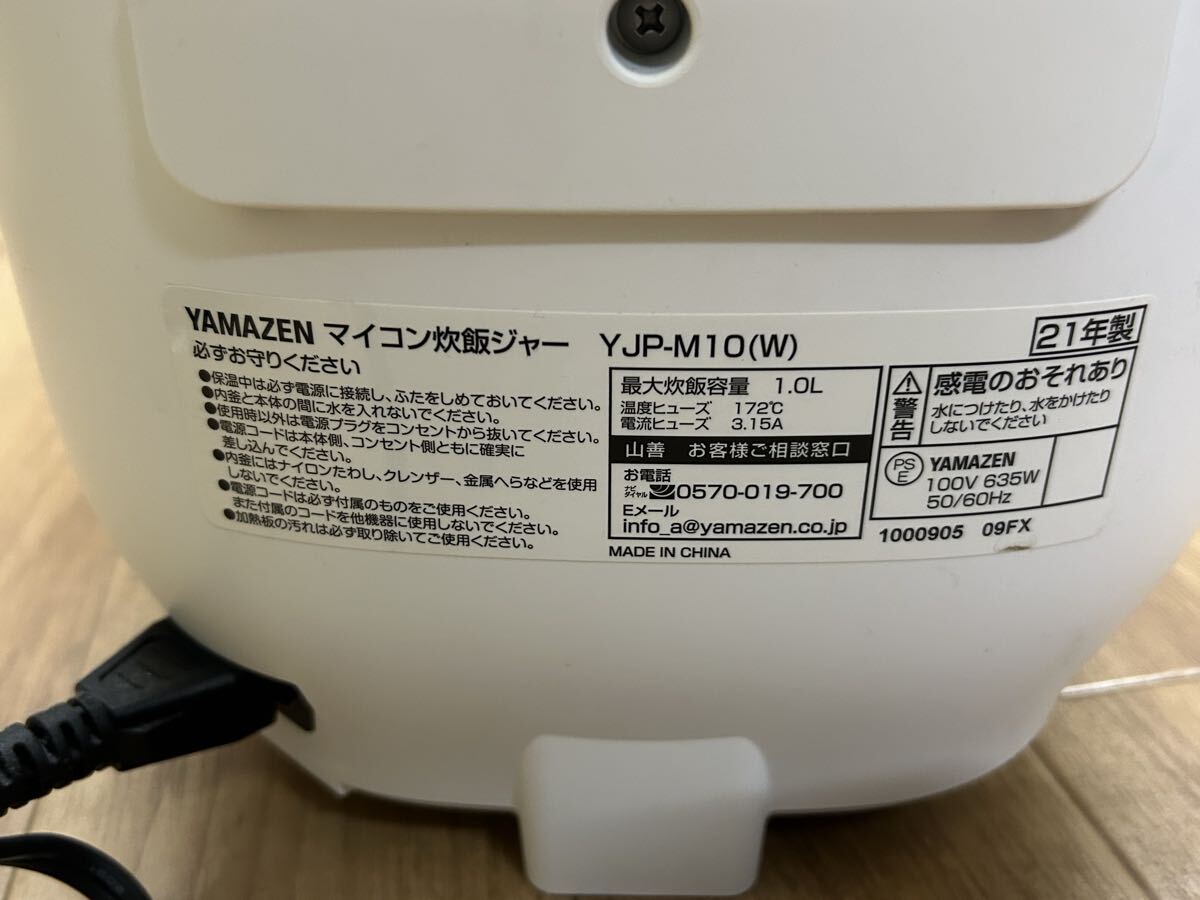 YAMAZEN マイコン炊飯ジャー YJP-M10(W)
21年製
必ずお守りください
●保温中は必ず電源に接続し、ふたをしめておいてください。
●内釜と本体の間に水を入れないでください。
●使用時以外は電源プラグをコンセントから抜いてください。
●電源コードは本体側、コンセント側ともに確実に
差し込んでください。
●内釜にはナイロンたわし、クレンザー、金属へらなどを使用
しないでください。
●電源コードは必ず付属のものをご使用ください。
また付属のコードを他機器に使用しないでください。
●加熱板の汚れは必ず取り除いてご使用ください。
最大炊飯容量 1.0L
温度ヒューズ 172℃
電流ヒューズ 3.15A
山善 お客様ご相談窓口
お電話
ナビダイヤル 0570-019-700
Eメール
info_a@yamazen.co.jp
MADE IN CHINA
警告
感電のおそれあり
水につけたり、水をかけたり
しないでください
PSE
YAMAZEN
100V 635W
50/60Hz
1000905 09FX